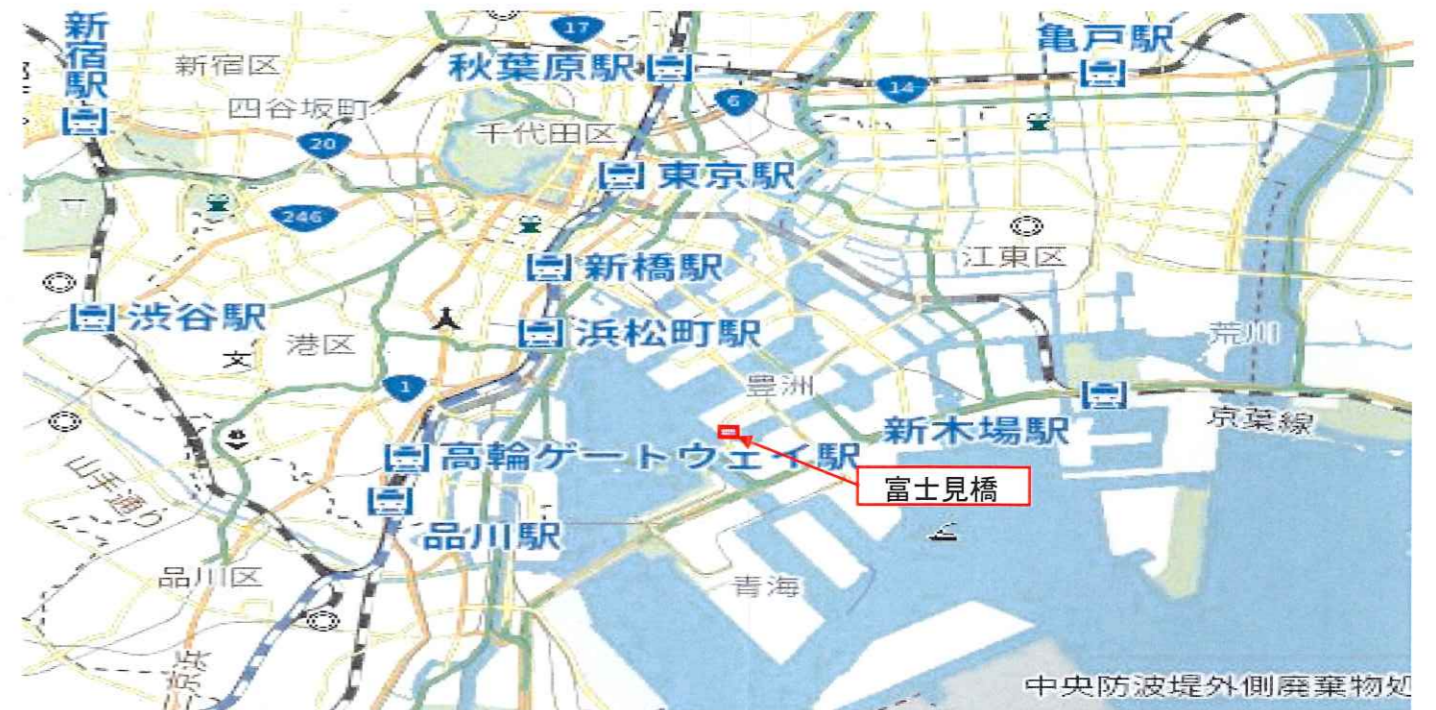 新宿駅
新宿区
17
秋葉原駅
亀戸駅
四谷坂町
6
14
20
千代田区
東京駅
246
江東区
新橋駅
渋谷駅
港区
浜松町駅
荒川
1
豊洲
新木場駅
京葉線
高輪ゲートウェイ駅
富士見橋
山手通り
品川駅
品川区
青海
中央防波堤外側廃棄物処